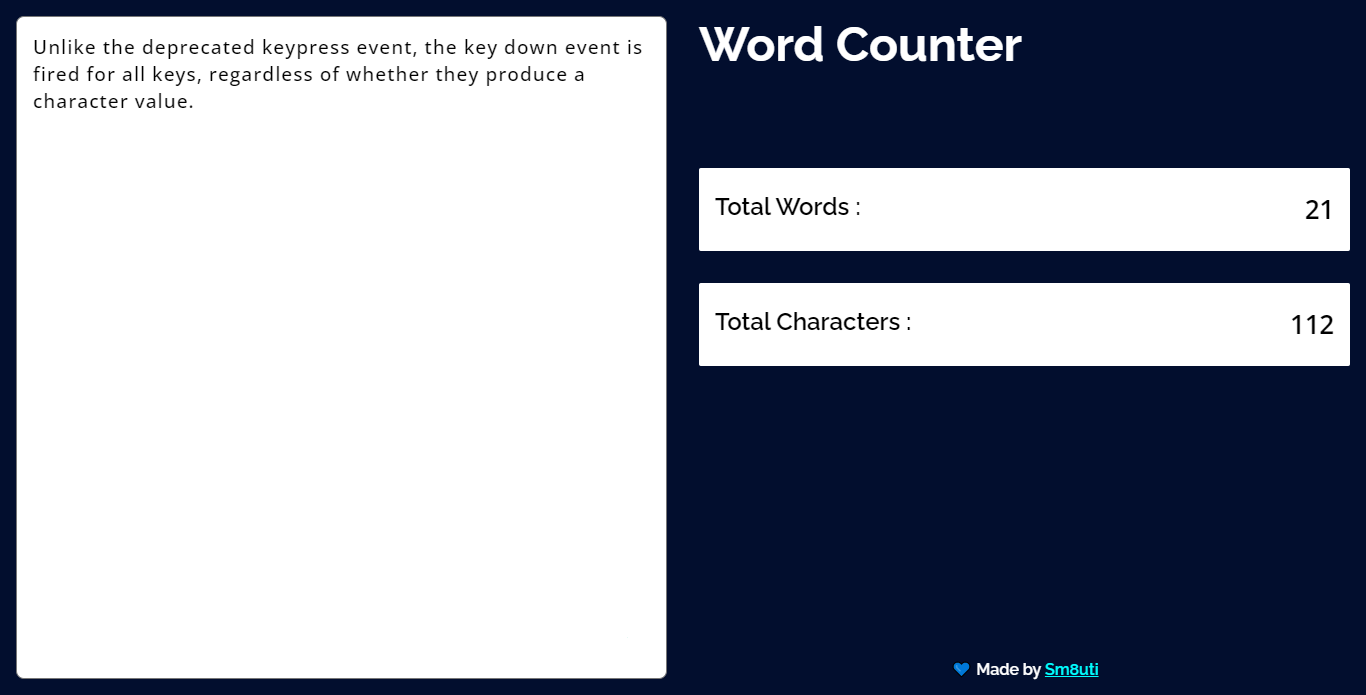 Unlike the deprecated keypress event, the key down event is
fired for all keys, regardless of whether they produce a
character value.
Word Counter
Total Words :
21
Total Characters :
112
💙 Made by Sm8uti